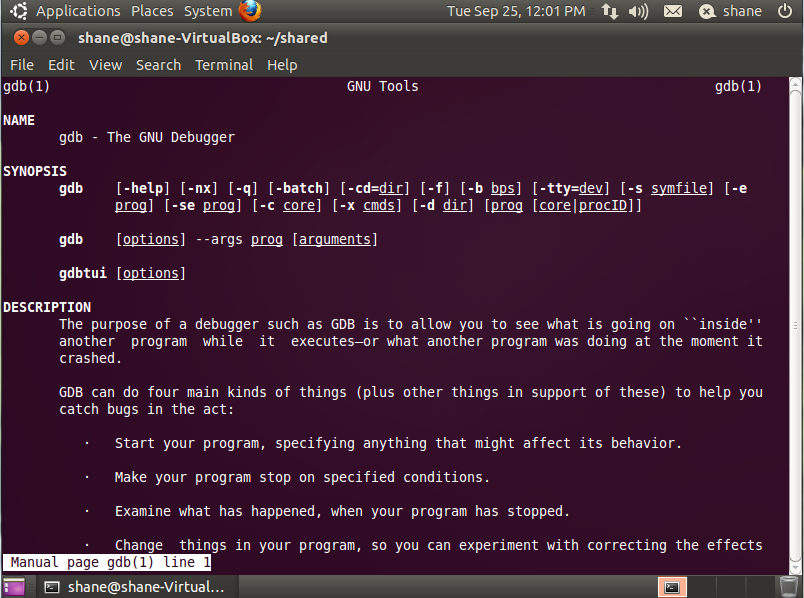 Applications Places System Tue Sep 25, 12:01 PM shane
shane@shane-VirtualBox: ~/shared
File Edit View Search Terminal Help
gdb(1) GNU Tools gdb(1)
NAME
gdb - The GNU Debugger
SYNOPSIS
gdb [-help] [-nx] [-q] [-batch] [-cd=dir] [-f] [-b bps] [-tty=dev] [-s symfile] [-e
prog] [-se prog] [-c core] [-x cmds] [-d dir] [prog [core|procID]]
gdb [options] --args prog [arguments]
gdbtui [options]
DESCRIPTION
The purpose of a debugger such as GDB is to allow you to see what is going on ``inside''
another program while it executes—or what another program was doing at the moment it
crashed.
GDB can do four main kinds of things (plus other things in support of these) to help you
catch bugs in the act:
· Start your program, specifying anything that might affect its behavior.
· Make your program stop on specified conditions.
· Examine what has happened, when your program has stopped.
· Change things in your program, so you can experiment with correcting the effects
Manual page gdb(1) line 1
shane@shane-Virtual...